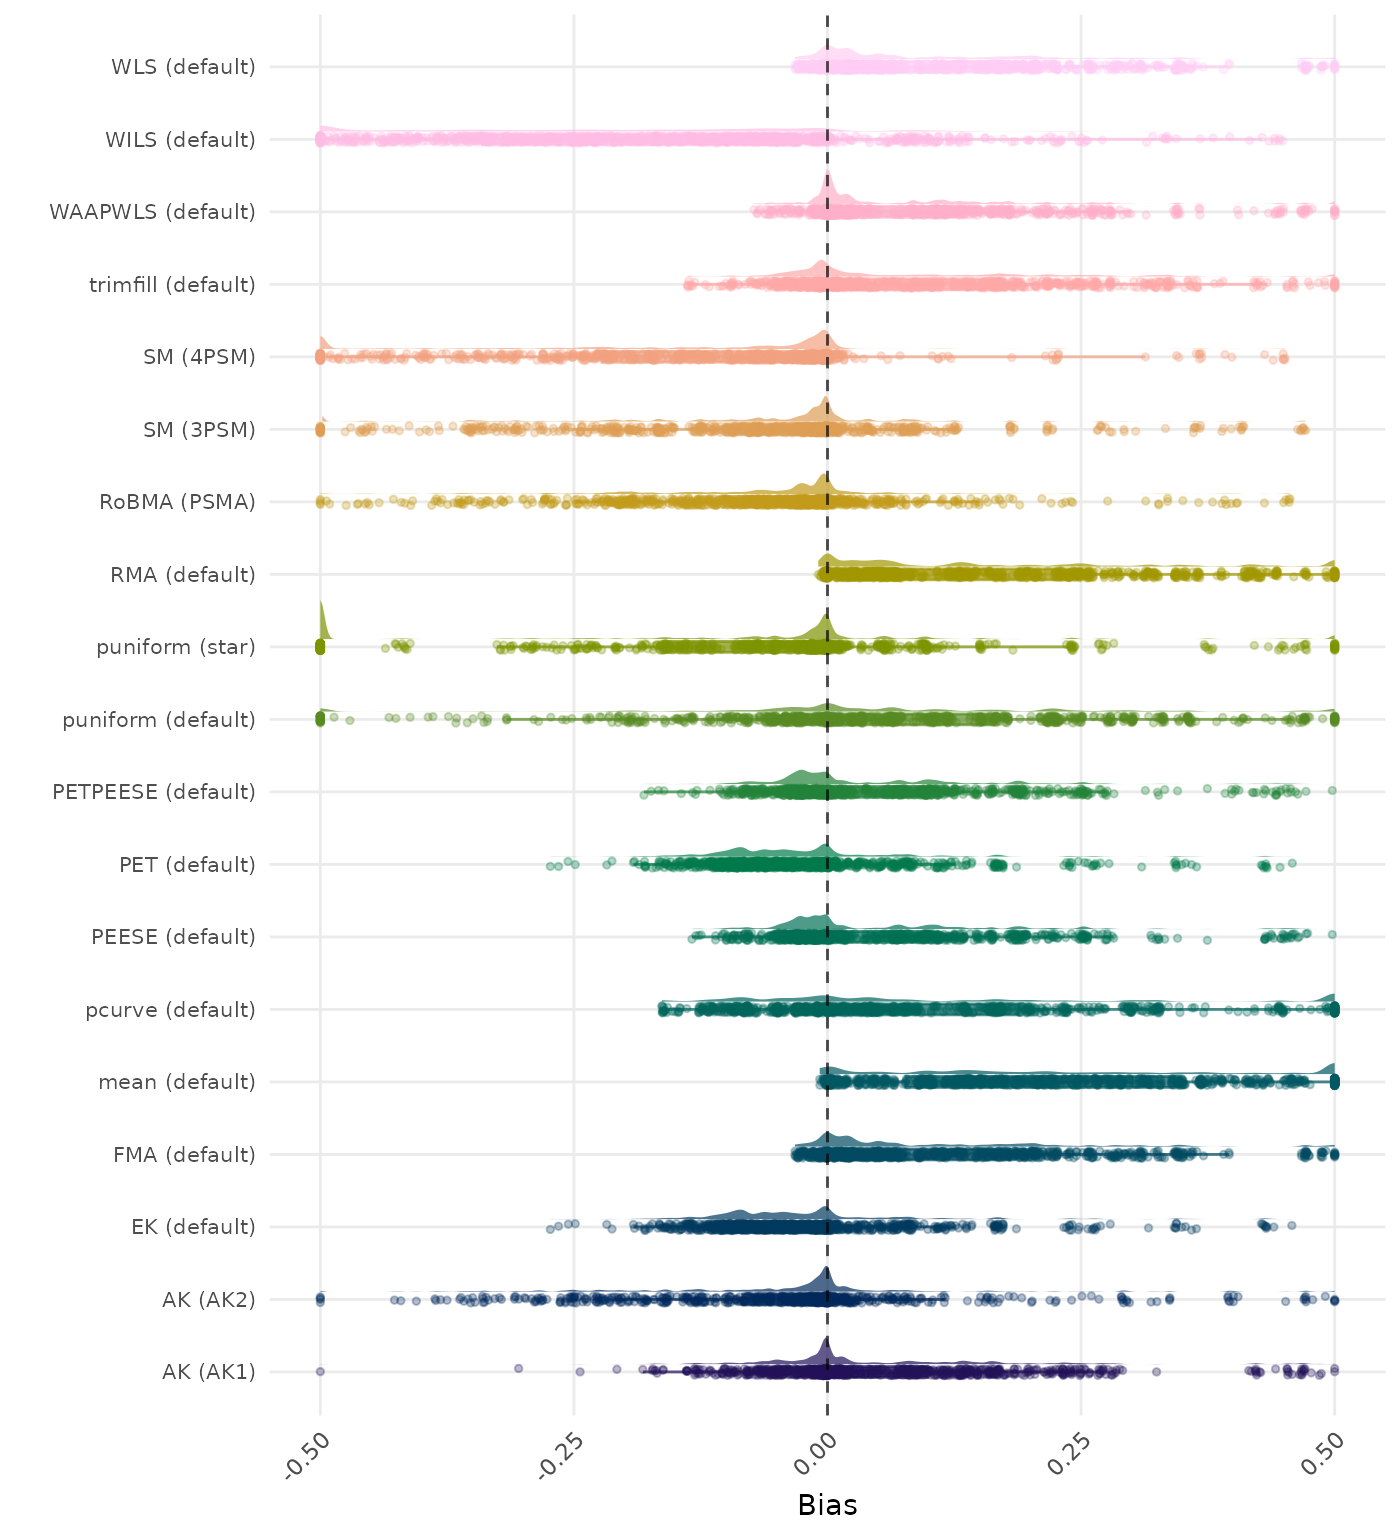 WLS (default)
WILS (default)
WAAPWLS (default)
trimfill (default)
SM (4PSM)
SM (3PSM)
RoBMA (PSMA)
RMA (default)
puniform (star)
puniform (default)
PETPEESE (default)
PET (default)
PEESE (default)
pcurve (default)
mean (default)
FMA (default)
EK (default)
AK (AK2)
AK (AK1)
-0.50 -0.25 0.00 0.25 0.50
Bias